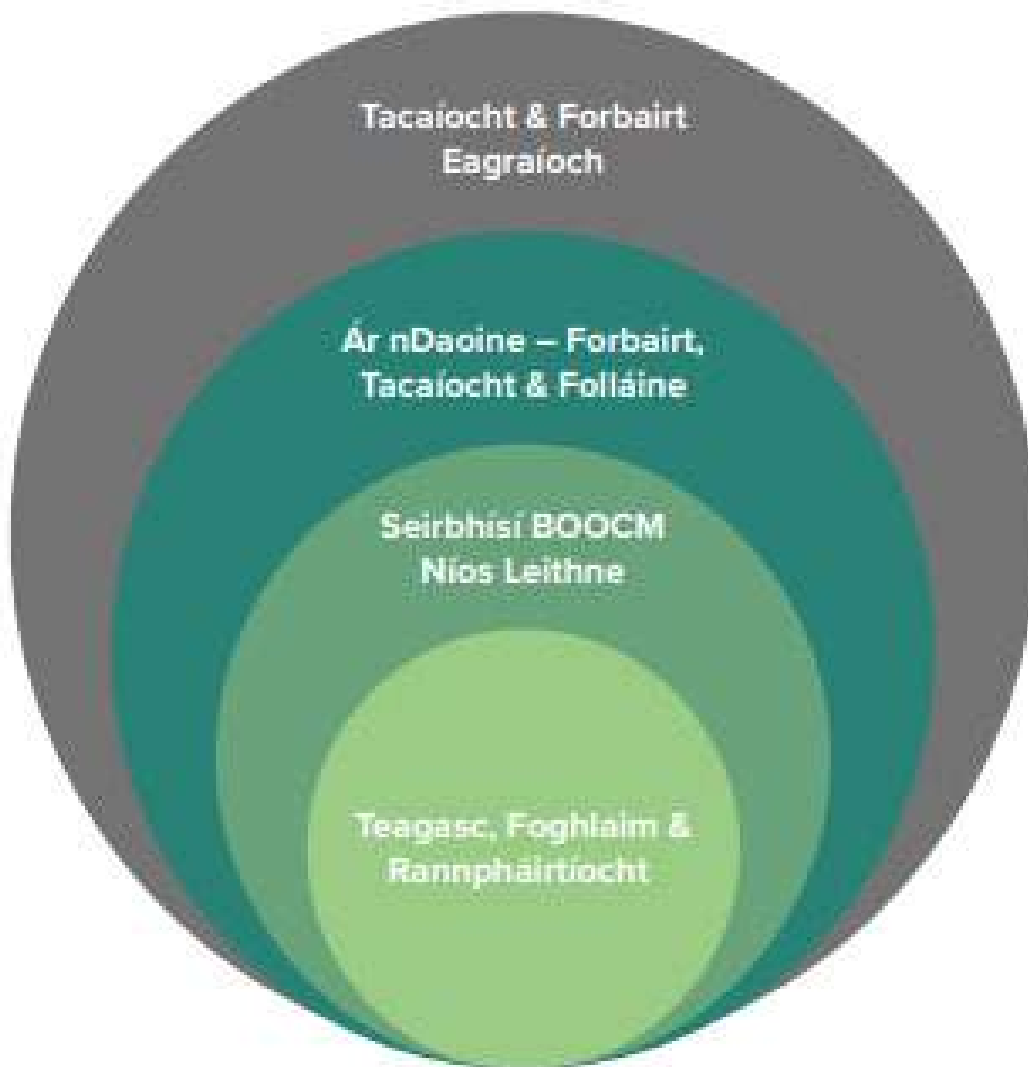 Tacaíocht & Forbairt
Eagraíoch
Ár nDaoine – Forbairt,
Tacaíocht & Folláine
Seirbhísí BOOCM
Níos Leithne
Teagasc, Foghlaim &
Rannpháirtíocht